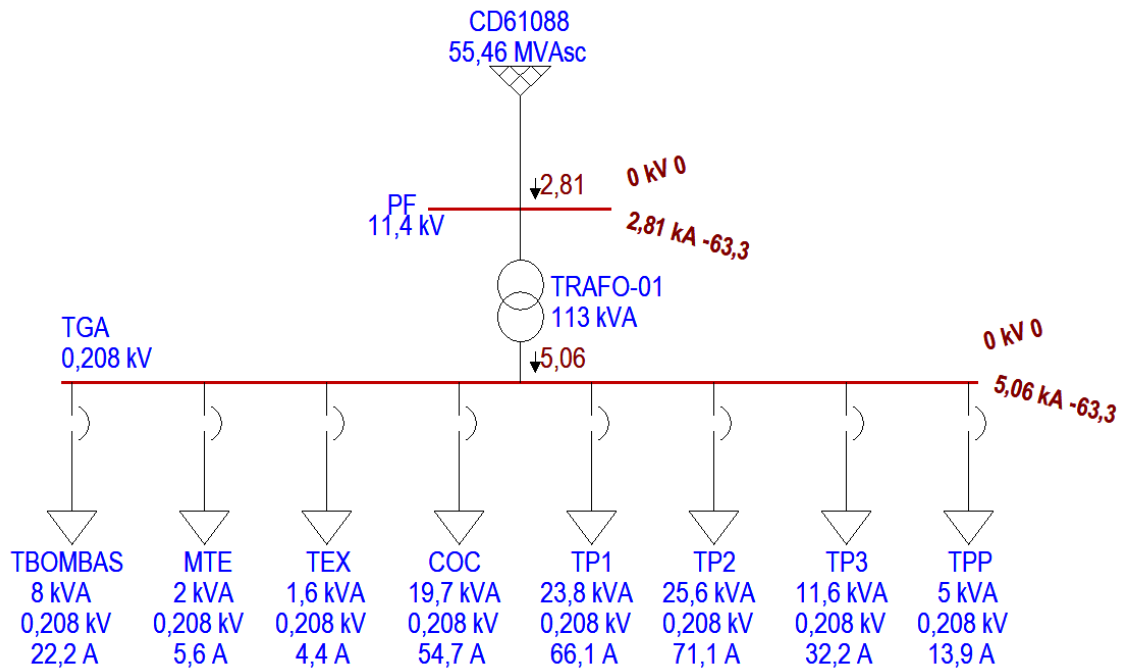 CD61088
55,46 MVAsc
2,81
0 kV 0
PF
11,4 kV
2,81 kA -63,3
TRAFO-01
113 kVA
TGA
0,208 kV
5,06
0 kV 0
5,06 kA -63,3
TBOMBAS MTE TEX COC TP1 TP2 TP3 TPP
8 kVA 2 kVA 1,6 kVA 19,7 kVA 23,8 kVA 25,6 kVA 11,6 kVA 5 kVA
0,208 kV 0,208 kV 0,208 kV 0,208 kV 0,208 kV 0,208 kV 0,208 kV 0,208 kV
22,2 A 5,6 A 4,4 A 54,7 A 66,1 A 71,1 A 32,2 A 13,9 A